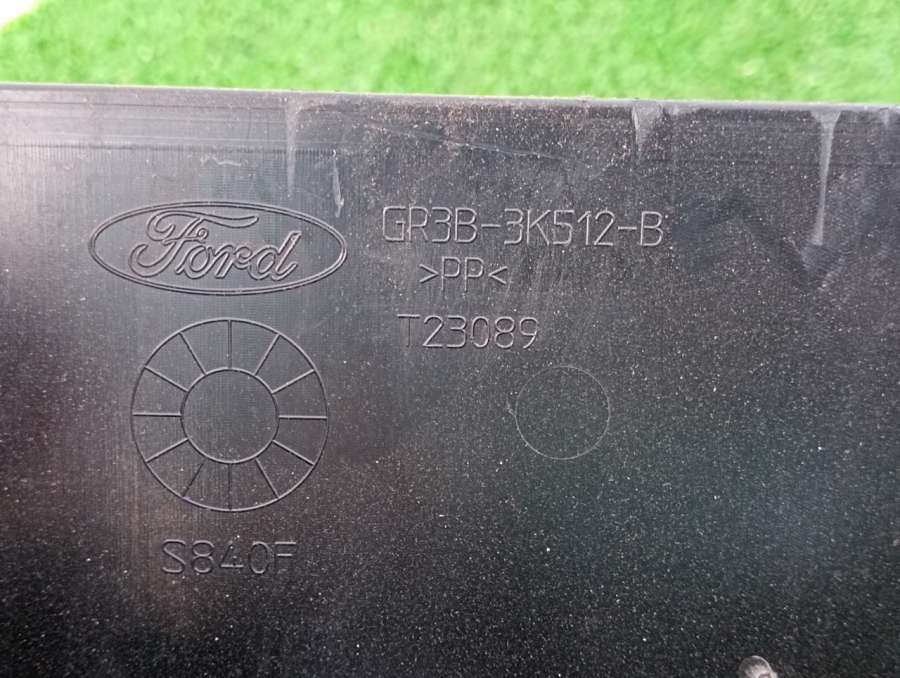 Ford
GR3B-3K512-B
>PP<
T23089
S840F